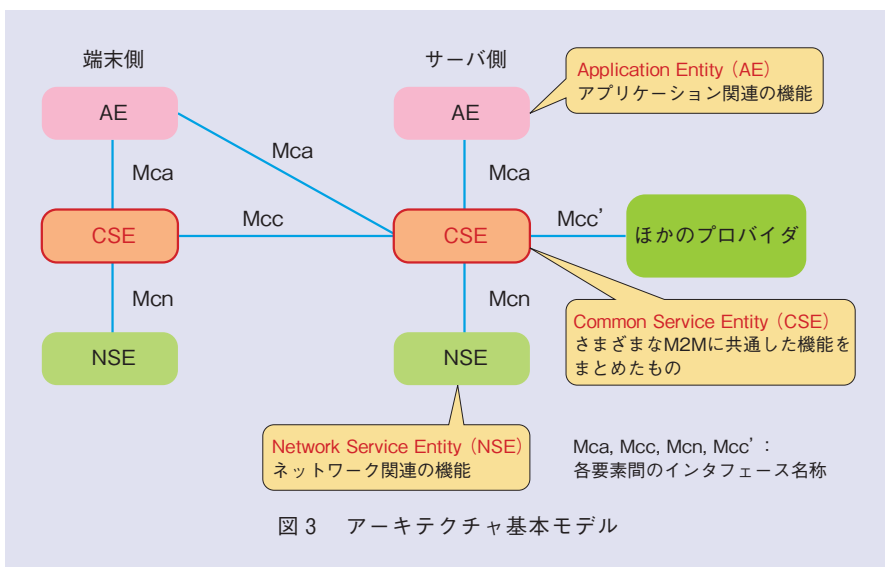 端末側
サーバ側
Application Entity（AE）
アプリケーション関連の機能
AE
AE
Mca
Mca
Mca
CSE
Mcc
CSE
Mcc’
ほかのプロバイダ
Mcn
Mcn
Common Service Entity（CSE）
さまざまなM2Mに共通した機能を
まとめたもの
NSE
NSE
Network Service Entity（NSE）
ネットワーク関連の機能
Mca, Mcc, Mcn, Mcc’：
各要素間のインタフェース名称
図 3　アーキテクチャ基本モデル